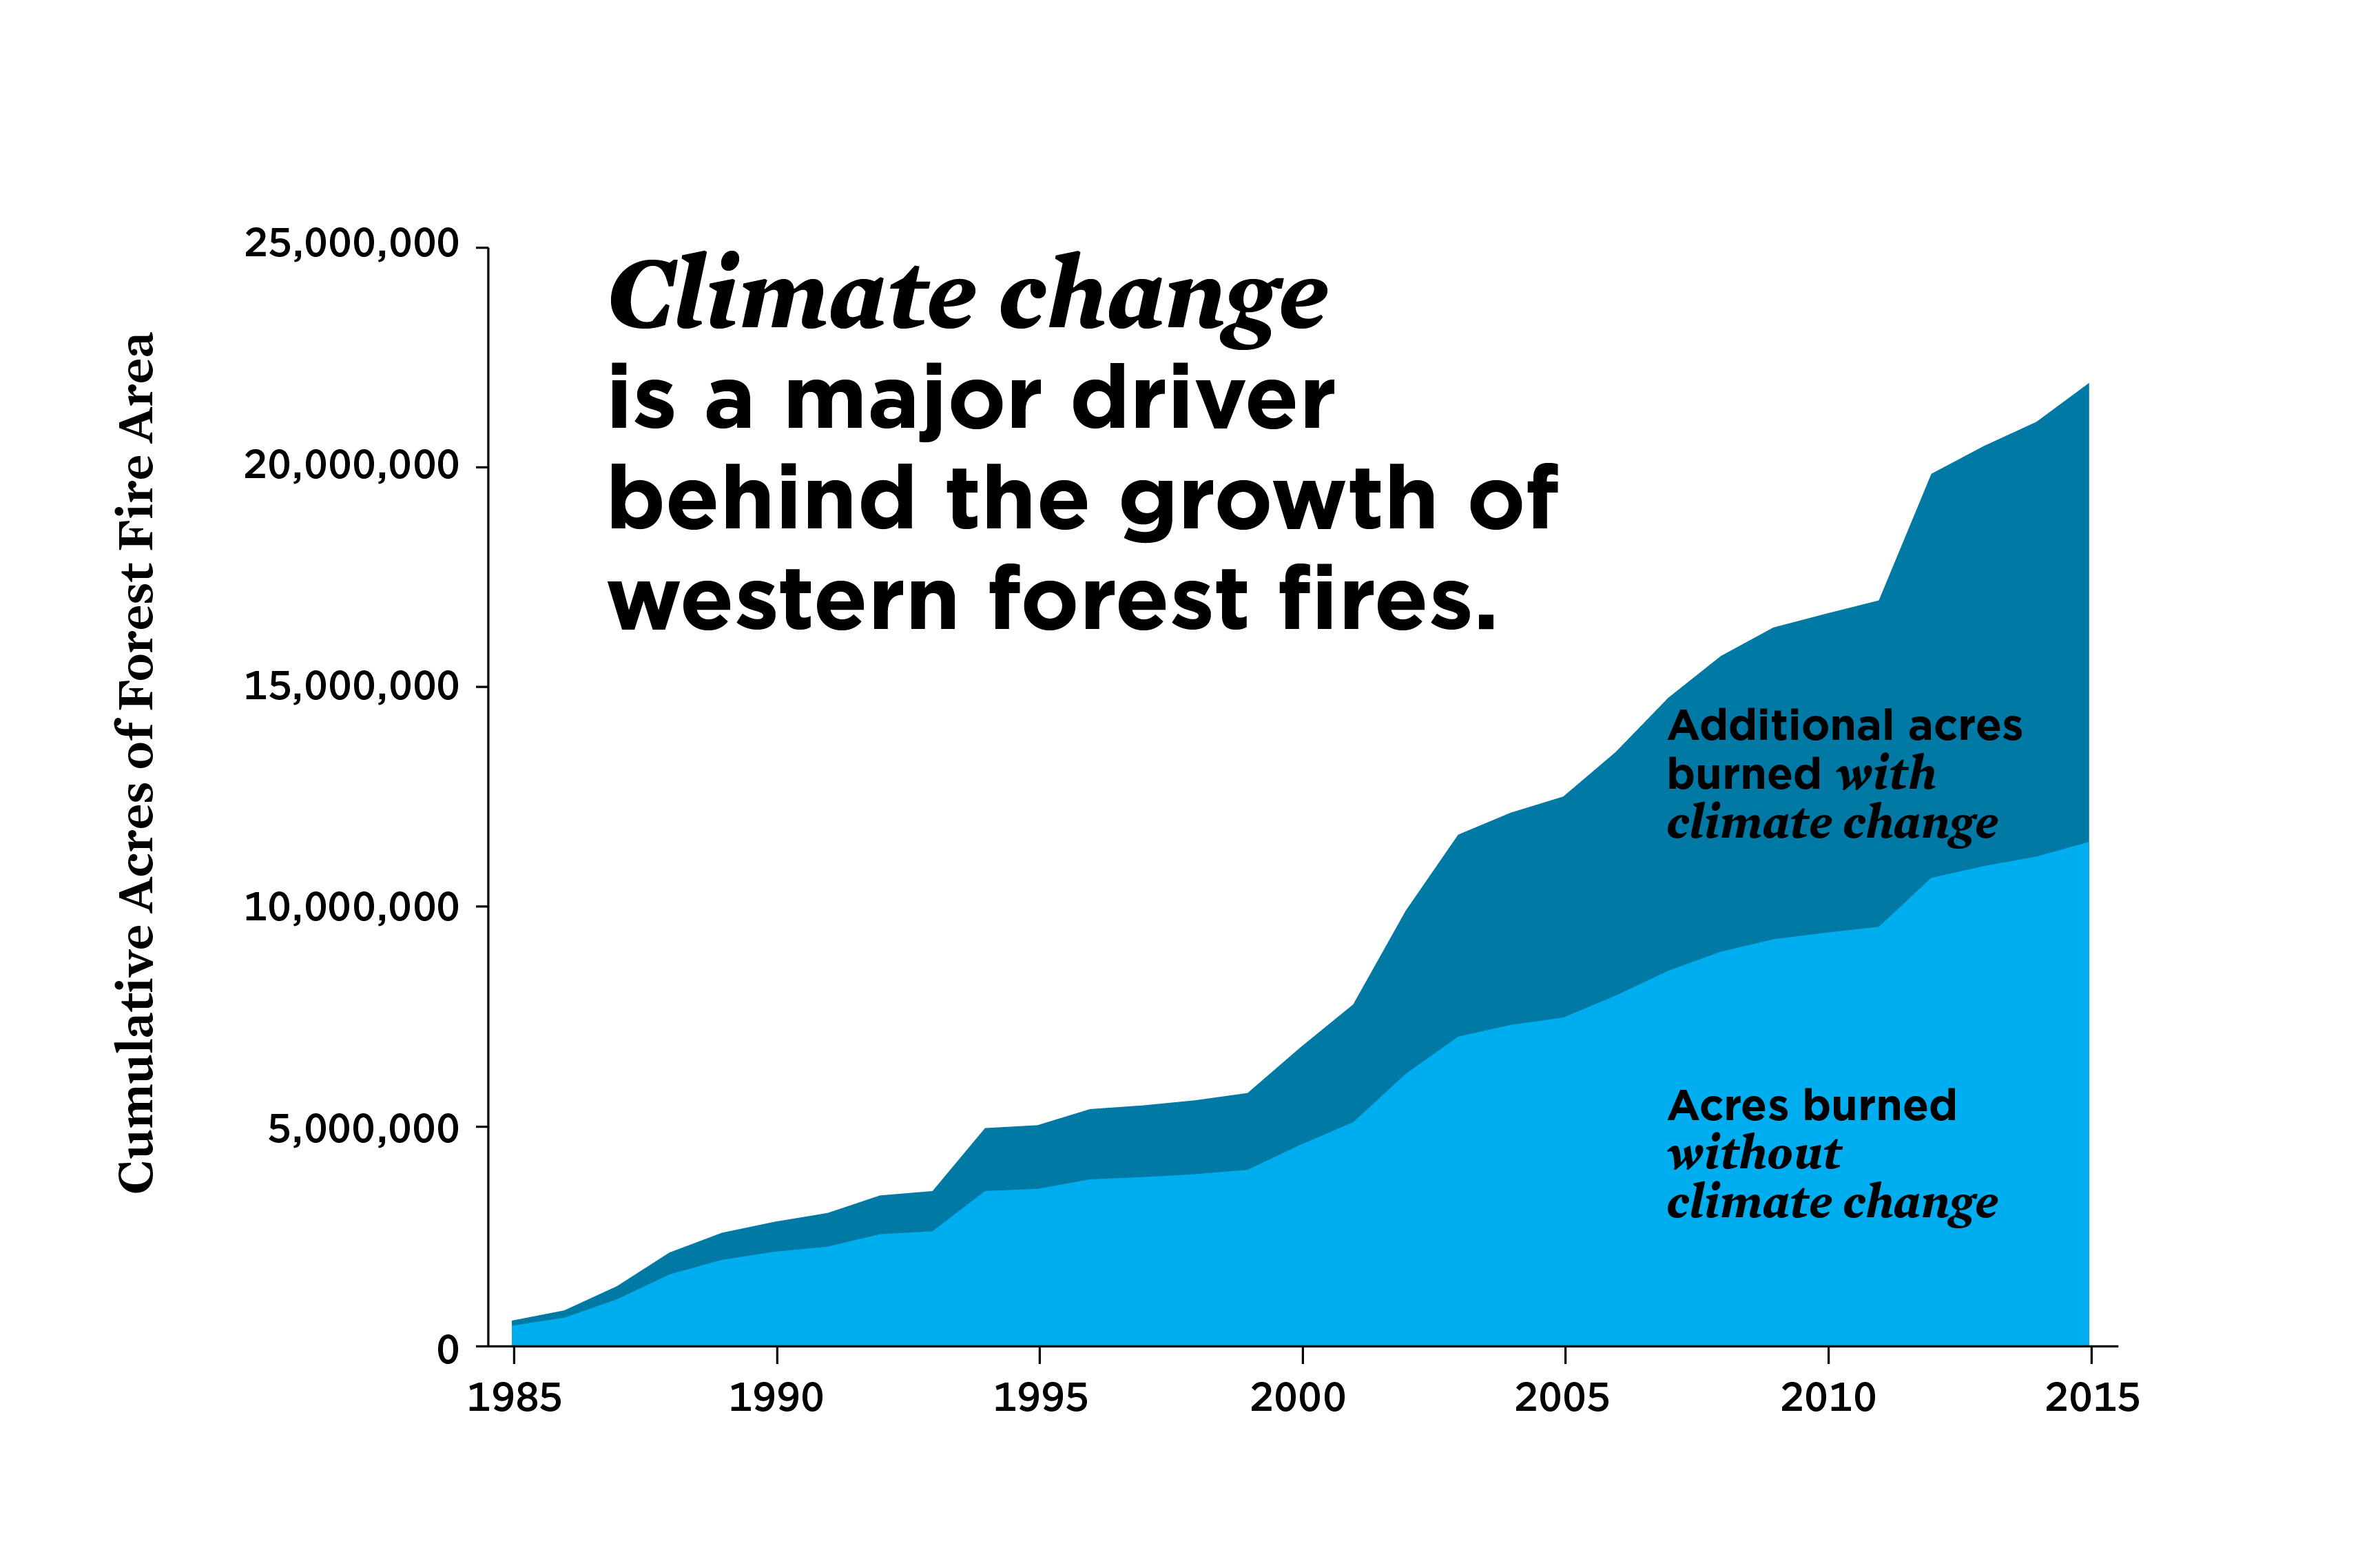 Climate change
is a major driver
behind the growth of
western forest fires.
Cumulative Acres of Forest Fire Area
25,000,000
20,000,000
15,000,000
10,000,000
5,000,000
0
Additional acres
burned with
climate change
Acres burned
without
climate change
1985 1990 1995 2000 2005 2010 2015